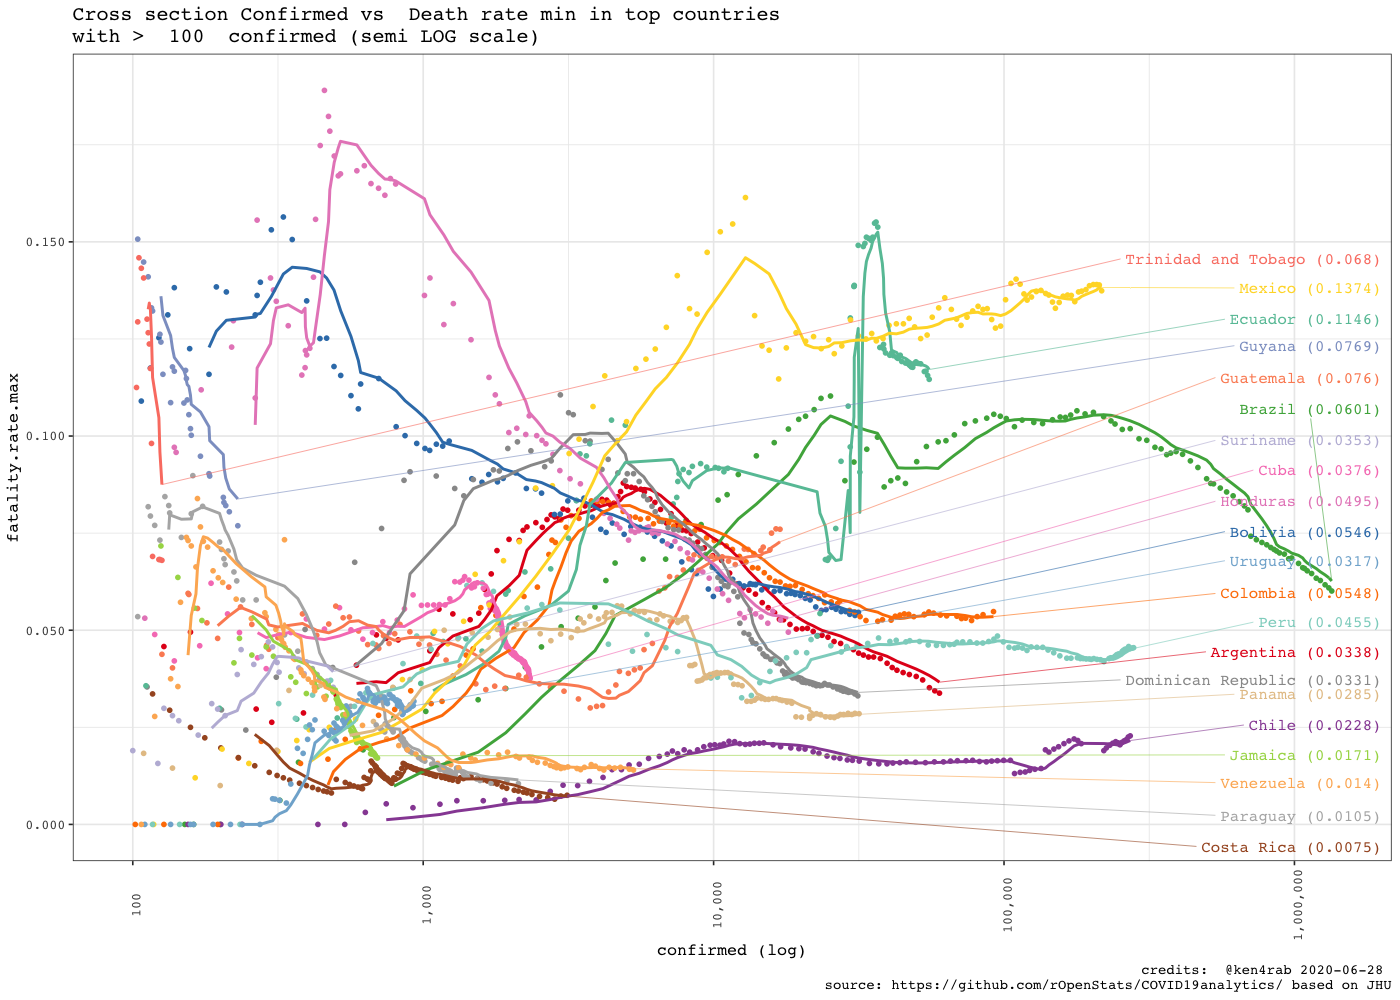 Cross section Confirmed vs  Death rate min in top countries
with >  100  confirmed (semi LOG scale)
fatality.rate.max
0.150
0.100
0.050
0.000
Trinidad and Tobago (0.068)
Mexico (0.1374)
Ecuador (0.1146)
Guyana (0.0769)
Guatemala (0.076)
Brazil (0.0601)
Suriname (0.0353)
Cuba (0.0376)
Honduras (0.0495)
Bolivia (0.0546)
Uruguay (0.0317)
Colombia (0.0548)
Peru (0.0455)
Argentina (0.0338)
Dominican Republic (0.0331)
Panama (0.0285)
Chile (0.0228)
Jamaica (0.0171)
Venezuela (0.014)
Paraguay (0.0105)
Costa Rica (0.0075)
100
1,000
10,000
100,000
1,000,000
confirmed (log)
credits:  @ken4rab 2020-06-28
source: https://github.com/rOpenStats/COVID19analytics/ based on JHU